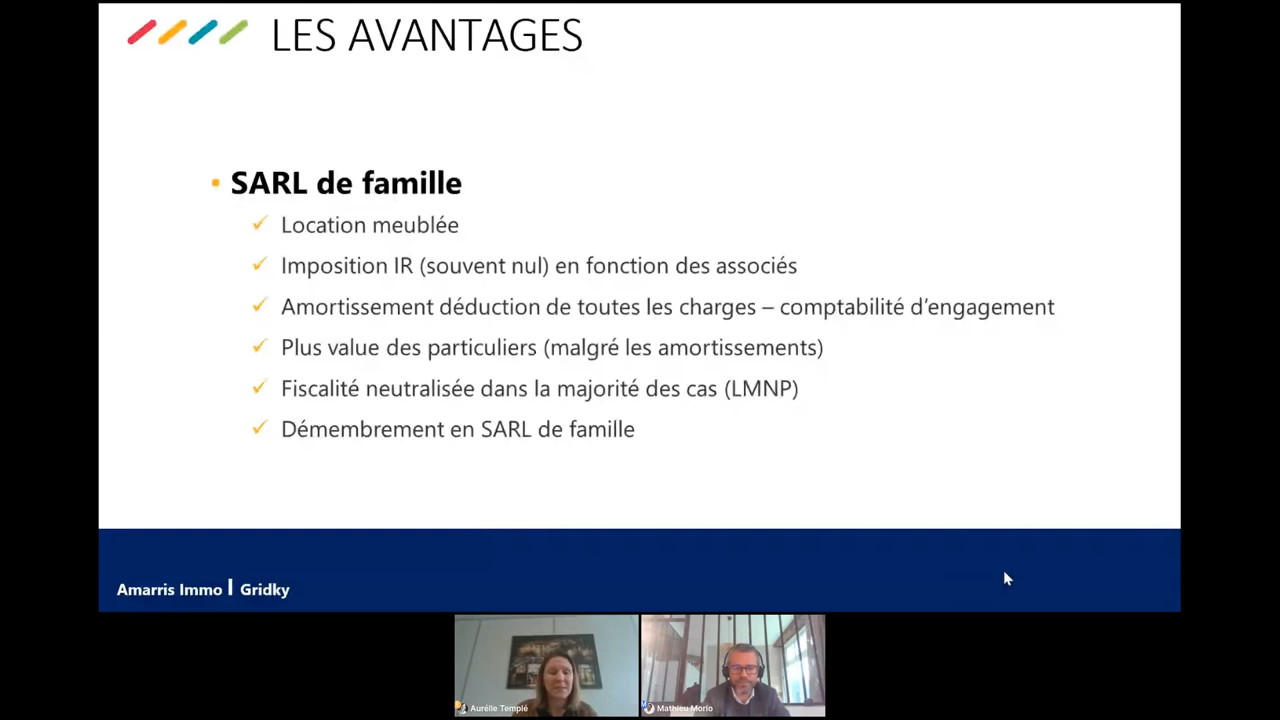 LES AVANTAGES
• SARL de famille
✓ Location meublée
✓ Imposition IR (souvent nul) en fonction des associés
✓ Amortissement déduction de toutes les charges – comptabilité d’engagement
✓ Plus value des particuliers (malgré les amortissements)
✓ Fiscalité neutralisée dans la majorité des cas (LMNP)
✓ Démembrement en SARL de famille
Amarris Immo | Gridky
Aurélie Templé
Mathieu Morio